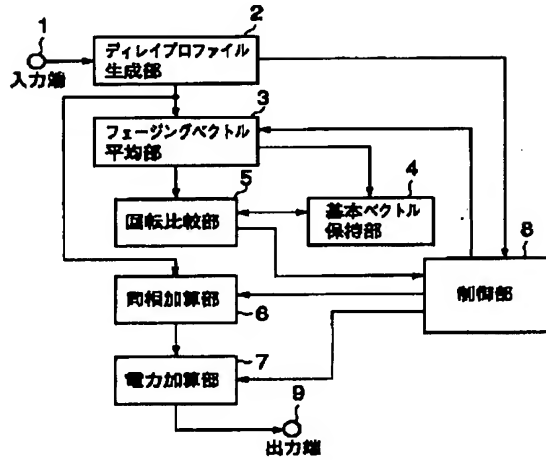 1
入力端
2
ディレイプロファイル
生成部
3
フェージングベクトル
平均部
5
回転比較部
4
基本ベクトル
保持部
8
制御部
同相加算部
6
7
電力加算部
9
出力端